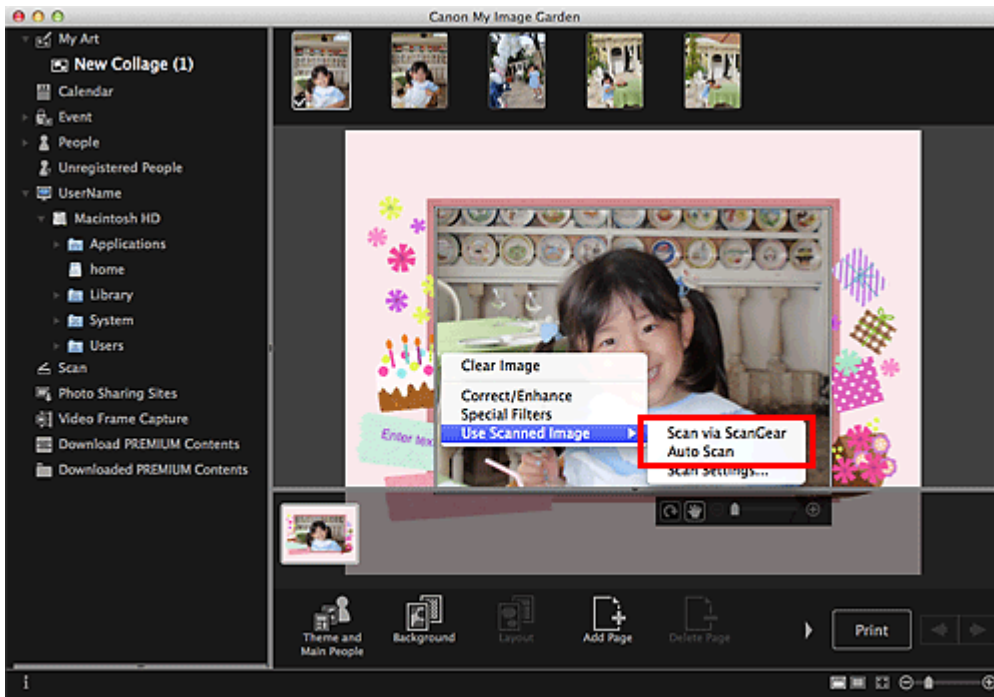 Canon My Image Garden
My Art
New Collage (1)
Calendar
Event
People
Unregistered People
UserName
Macintosh HD
Applications
home
Library
System
Users
Scan
Photo Sharing Sites
Video Frame Capture
Download PREMIUM Contents
Downloaded PREMIUM Contents
Clear Image
Correct/Enhance
Special Filters
Use Scanned Image
Scan via ScanGear
Auto Scan
Scan Settings...
Enter text
Theme and
Main People
Background
Layout
Add Page
Delete Page
Print